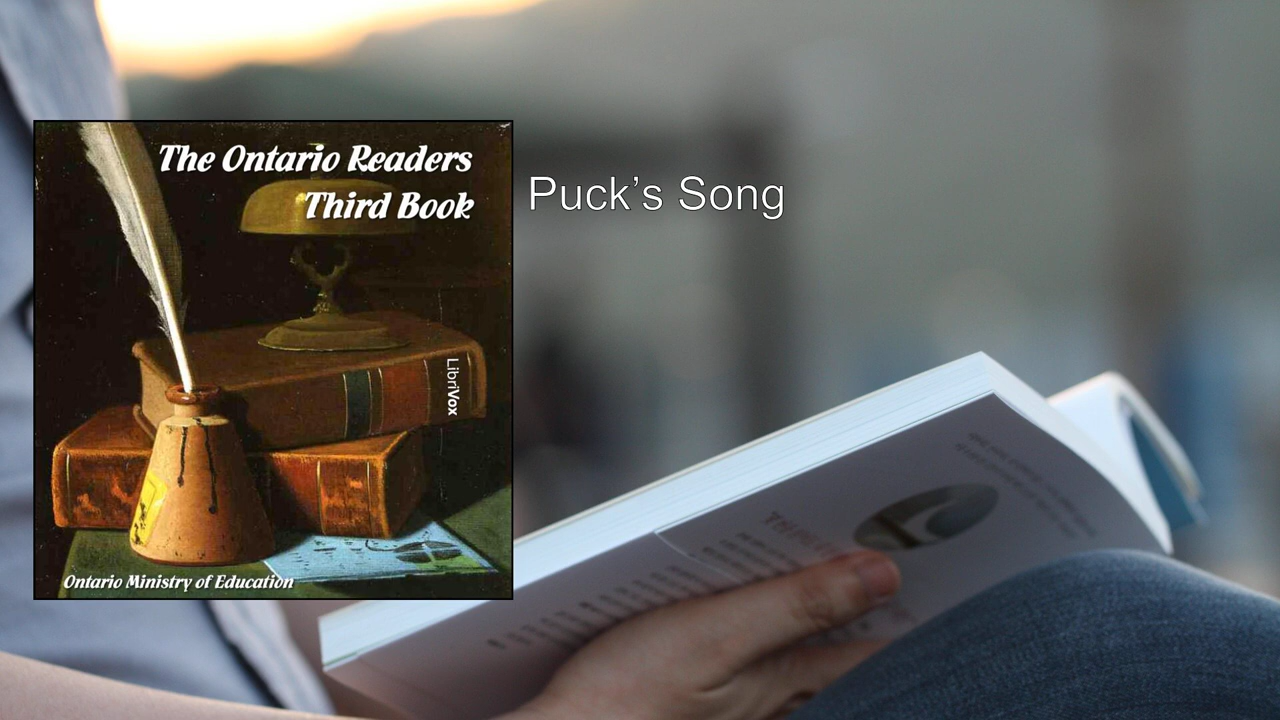 The Ontario Readers
Third Book
Puck’s Song
LibriVox
Ontario Ministry of Education